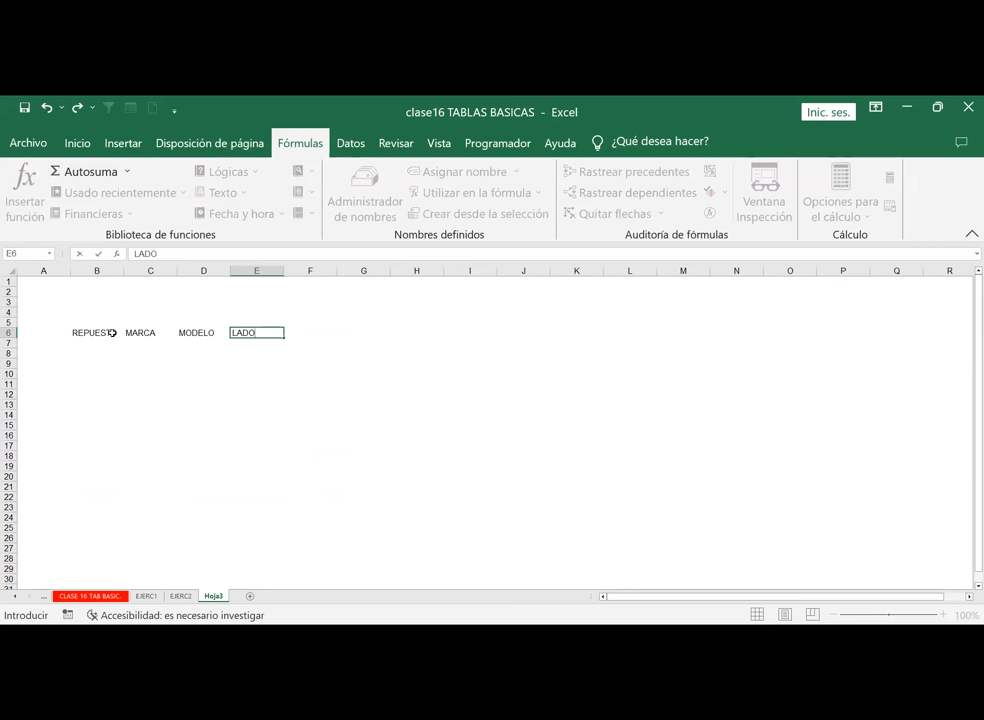 clase16 TABLAS BASICAS - Excel
Inic. ses.
Archivo Inicio Insertar Disposición de página Fórmulas Datos Revisar Vista Programador Ayuda ¿Qué desea hacer?
fx Insertar función
Σ Autosuma
Usado recientemente
Financieras
Lógicas
Texto
Fecha y hora
Biblioteca de funciones
Administrador de nombres
Asignar nombre
Utilizar en la fórmula
Crear desde la selección
Nombres definidos
Rastrear precedentes
Rastrear dependientes
Quitar flechas
Auditoría de fórmulas
Ventana Inspección
Opciones para el cálculo
Cálculo
E6 fx LADO
A B C D E F G H I J K L M N O P Q R
1
2
3
4
5
6 REPUESTO MARCA MODELO LADO
7
8
9
10
11
12
13
14
15
16
17
18
19
20
21
22
23
24
25
26
27
28
29
30
31
... CLASE 16 TAB BASIC. EJERC1 EJERC2 Hoja3
Introducir Accesibilidad: es necesario investigar 100%